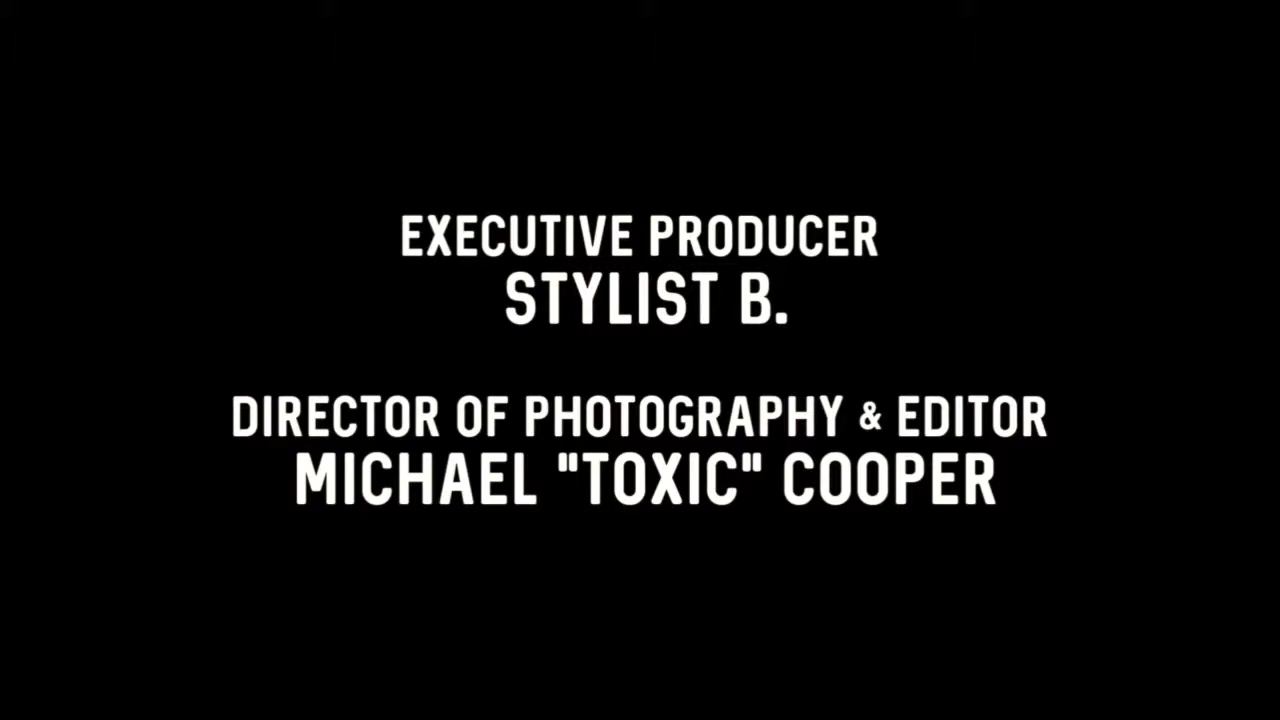 EXECUTIVE PRODUCER
STYLIST B.
DIRECTOR OF PHOTOGRAPHY & EDITOR
MICHAEL "TOXIC" COOPER